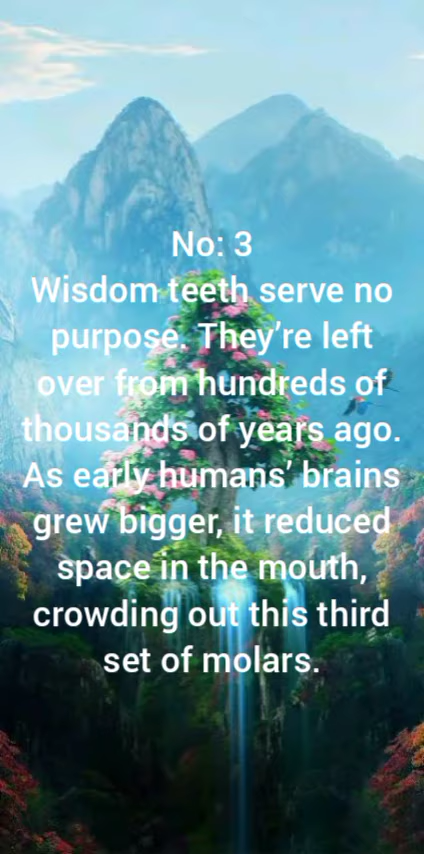 No: 3
Wisdom teeth serve no
purpose. They’re left
over from hundreds of
thousands of years ago.
As early humans’ brains
grew bigger, it reduced
space in the mouth,
crowding out this third
set of molars.